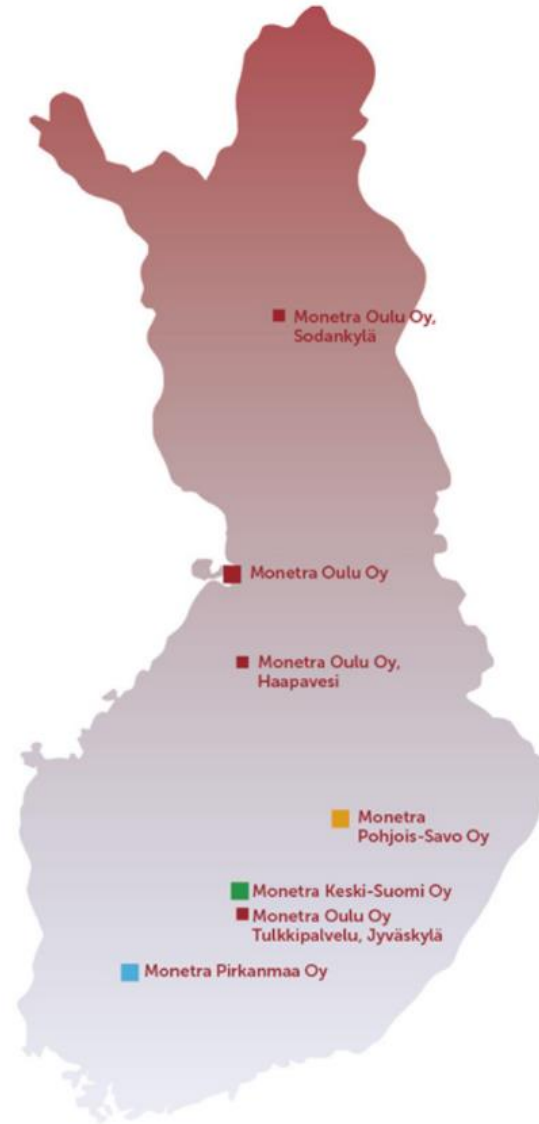 Monetra Oulu Oy,
Sodankylä
Monetra Oulu Oy
Monetra Oulu Oy,
Haapavesi
Monetra
Pohjois-Savo Oy
Monetra Keski-Suomi Oy
Monetra Oulu Oy
Tulkkipalvelu, Jyväskylä
Monetra Pirkanmaa Oy